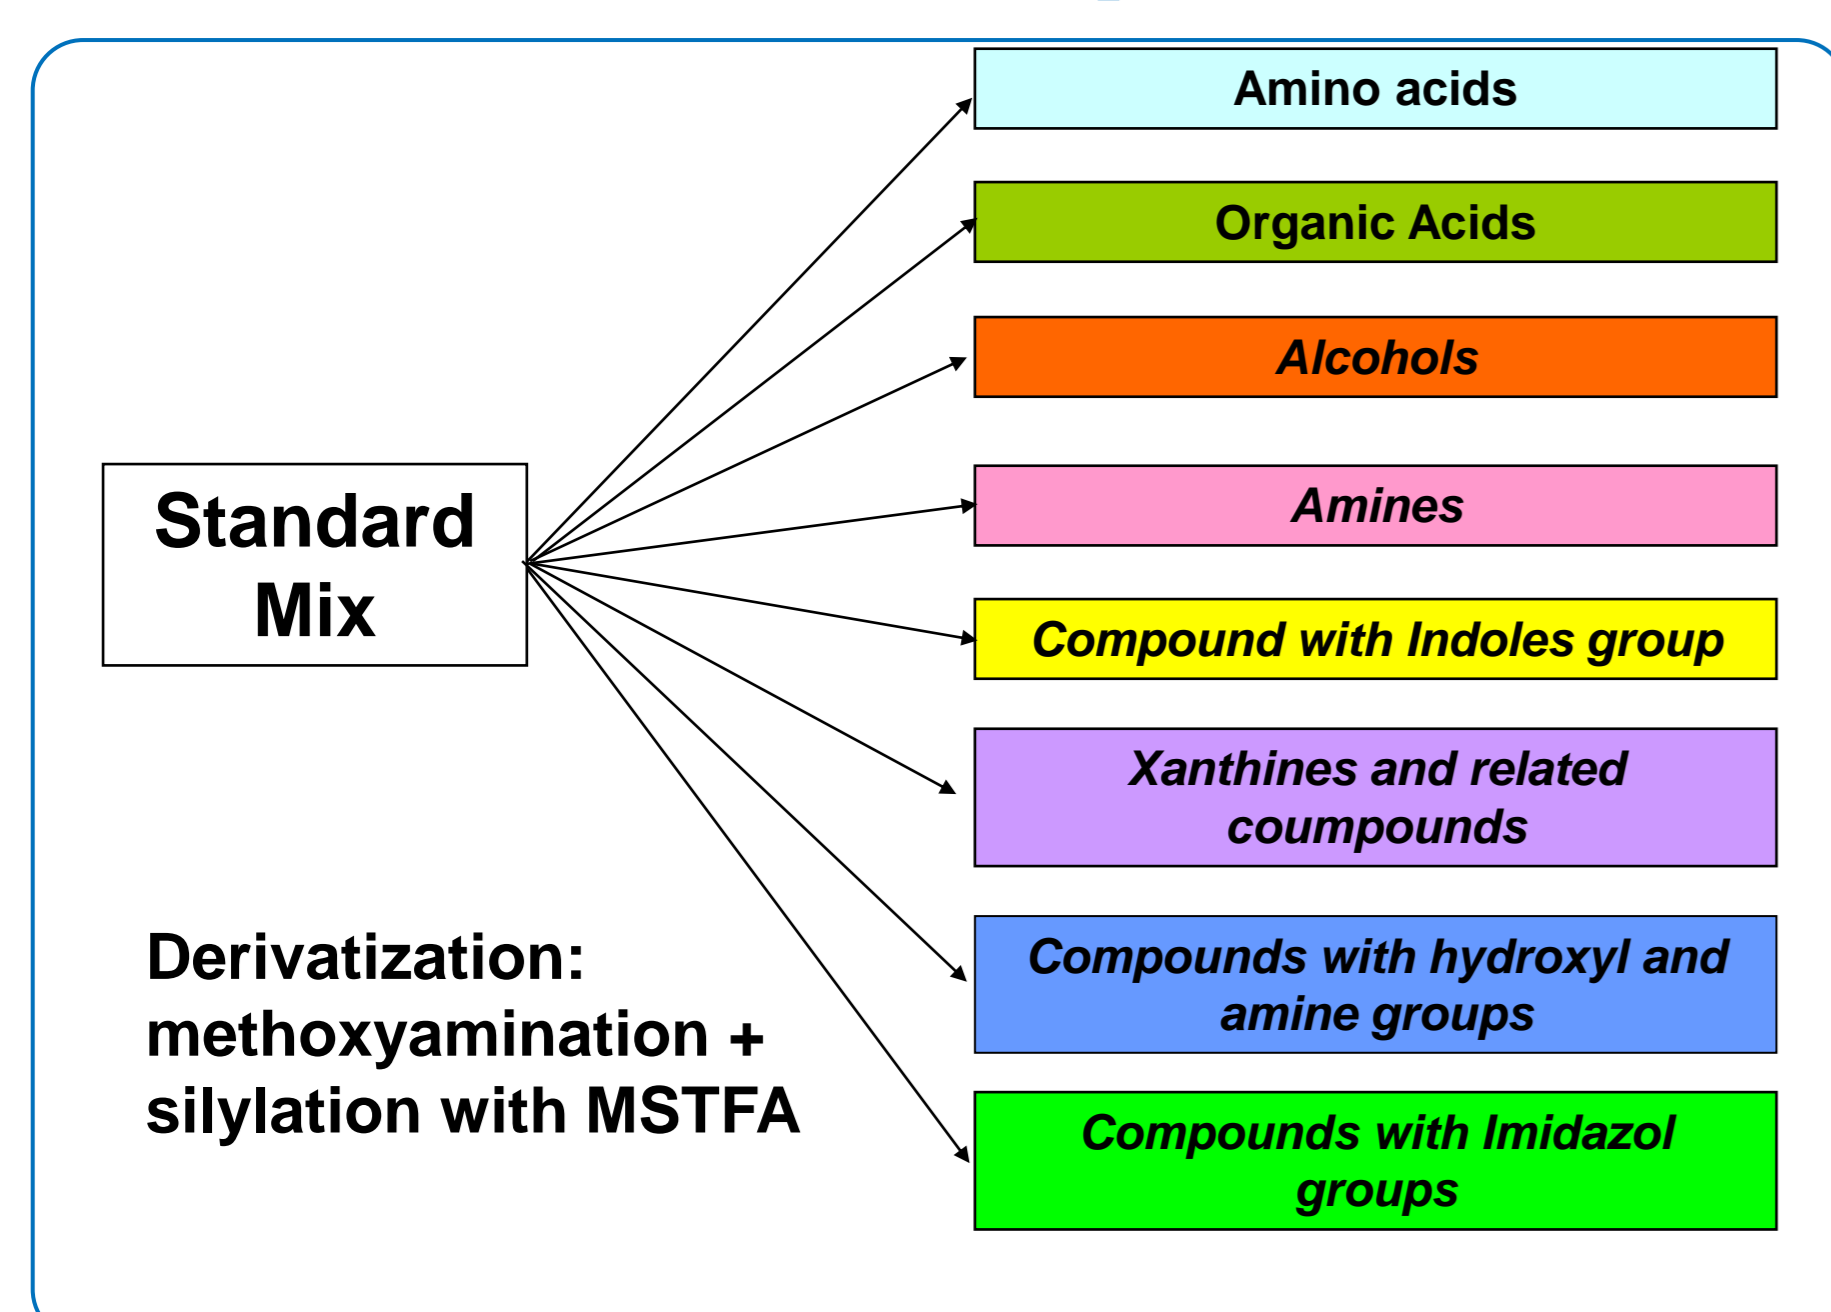 Amino acids
Organic Acids
Alcohols
Amines
Standard
Mix
Compound with Indoles group
Xanthines and related
coumpounds
Compounds with hydroxyl and
amine groups
Derivatization:
methoxyamination +
silylation with MSTFA
Compounds with Imidazol
groups